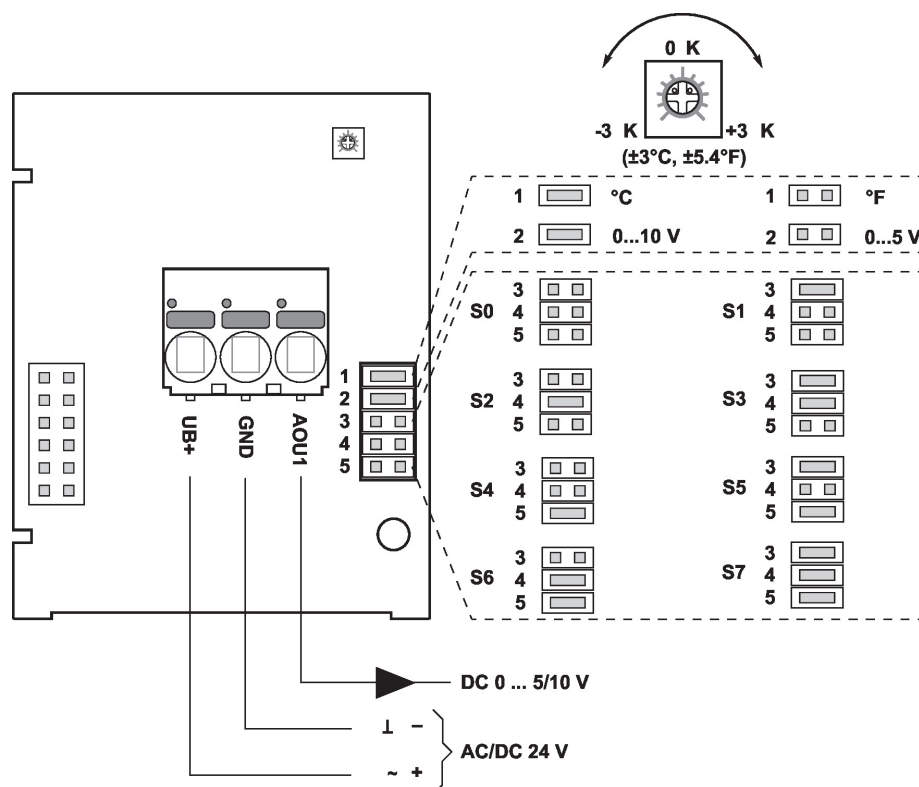 0 K
-3 K +3 K
(±3°C, ±5.4°F)
1 °C 1 °F
2 0...10 V 2 0...5 V
3 3
S0 4 S1 4
5 5
3 3
S2 4 S3 4
5 5
3 3
S4 4 S5 4
5 5
3 3
S6 4 S7 4
5 5
1
2
3
4
5
UB+
GND
AOU1
DC 0 ... 5/10 V
⊥ −
AC/DC 24 V
~ +